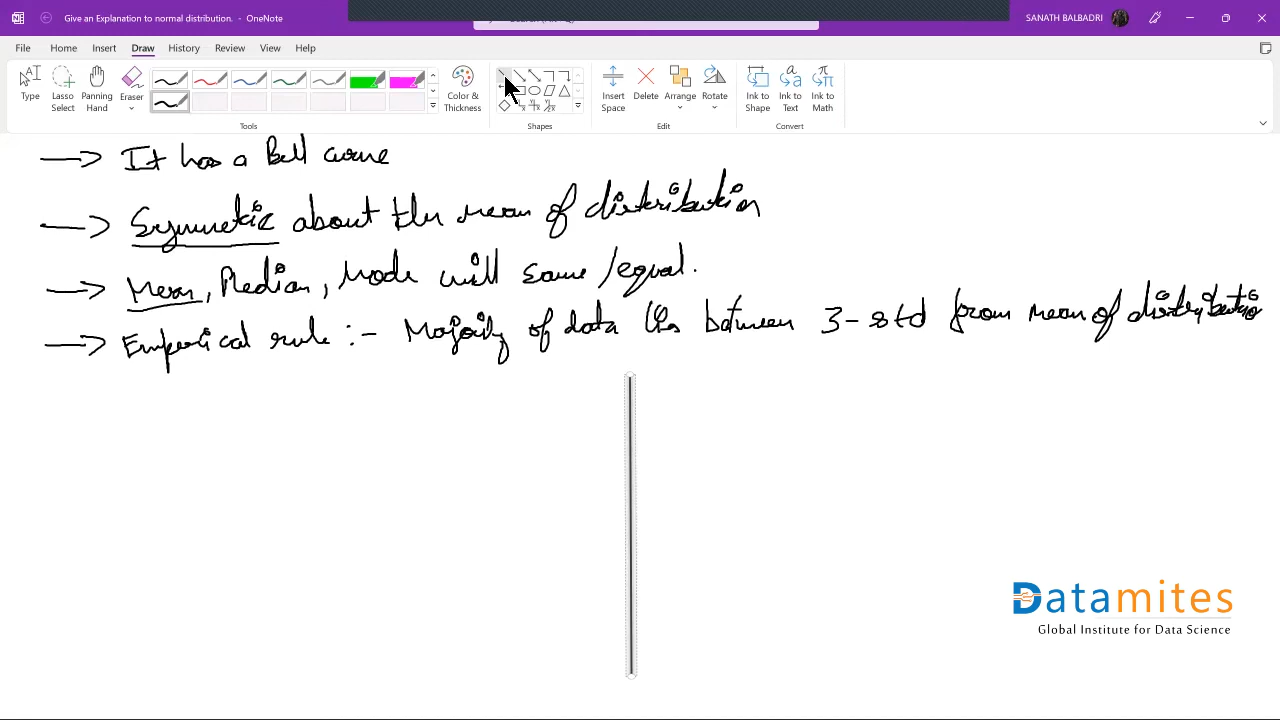 Give an Explanation to normal distribution. - OneNote
SANATH BALBADRI
File Home Insert Draw History Review View Help
Type Lasso Select Panning Hand Eraser Color & Thickness Insert Space Delete Arrange Rotate Ink to Shape Ink to Text Ink to Math
Tools Shapes Edit Convert
It has a Bell curve
Symmetric about the mean of distribution
Mean, Median, Mode will same/equal.
Emperical rule :- Majority of data lies between 3-std from mean of distribution
Datamites
Global Institute for Data Science